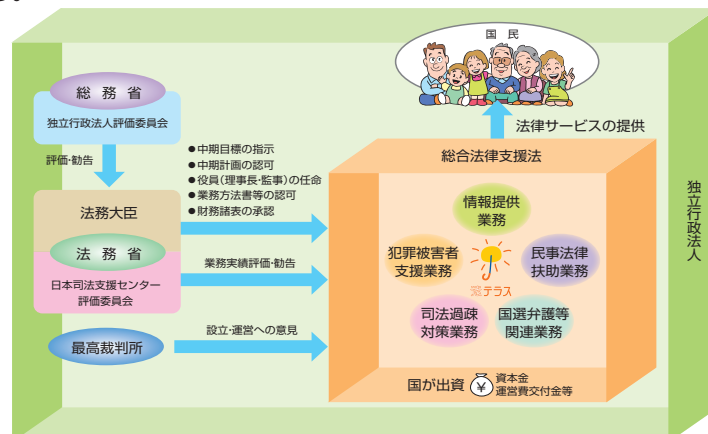 国 民
総 務 省
独立行政法人評価委員会
評価・勧告
法務大臣
法 務 省
日本司法支援センター
評価委員会
最高裁判所
●中期目標の指示
●中期計画の認可
●役員(理事長・監事)の任命
●業務方法書等の認可
●財務諸表の承認
業務実績評価・勧告
設立・運営への意見
法律サービスの提供
総合法律支援法
情報提供
業務
犯罪被害者
支援業務
民事法律
扶助業務
法テラス
司法過疎
対策業務
国選弁護等
関連業務
国が出資
¥
資本金
運営費交付金等
独立行政法人